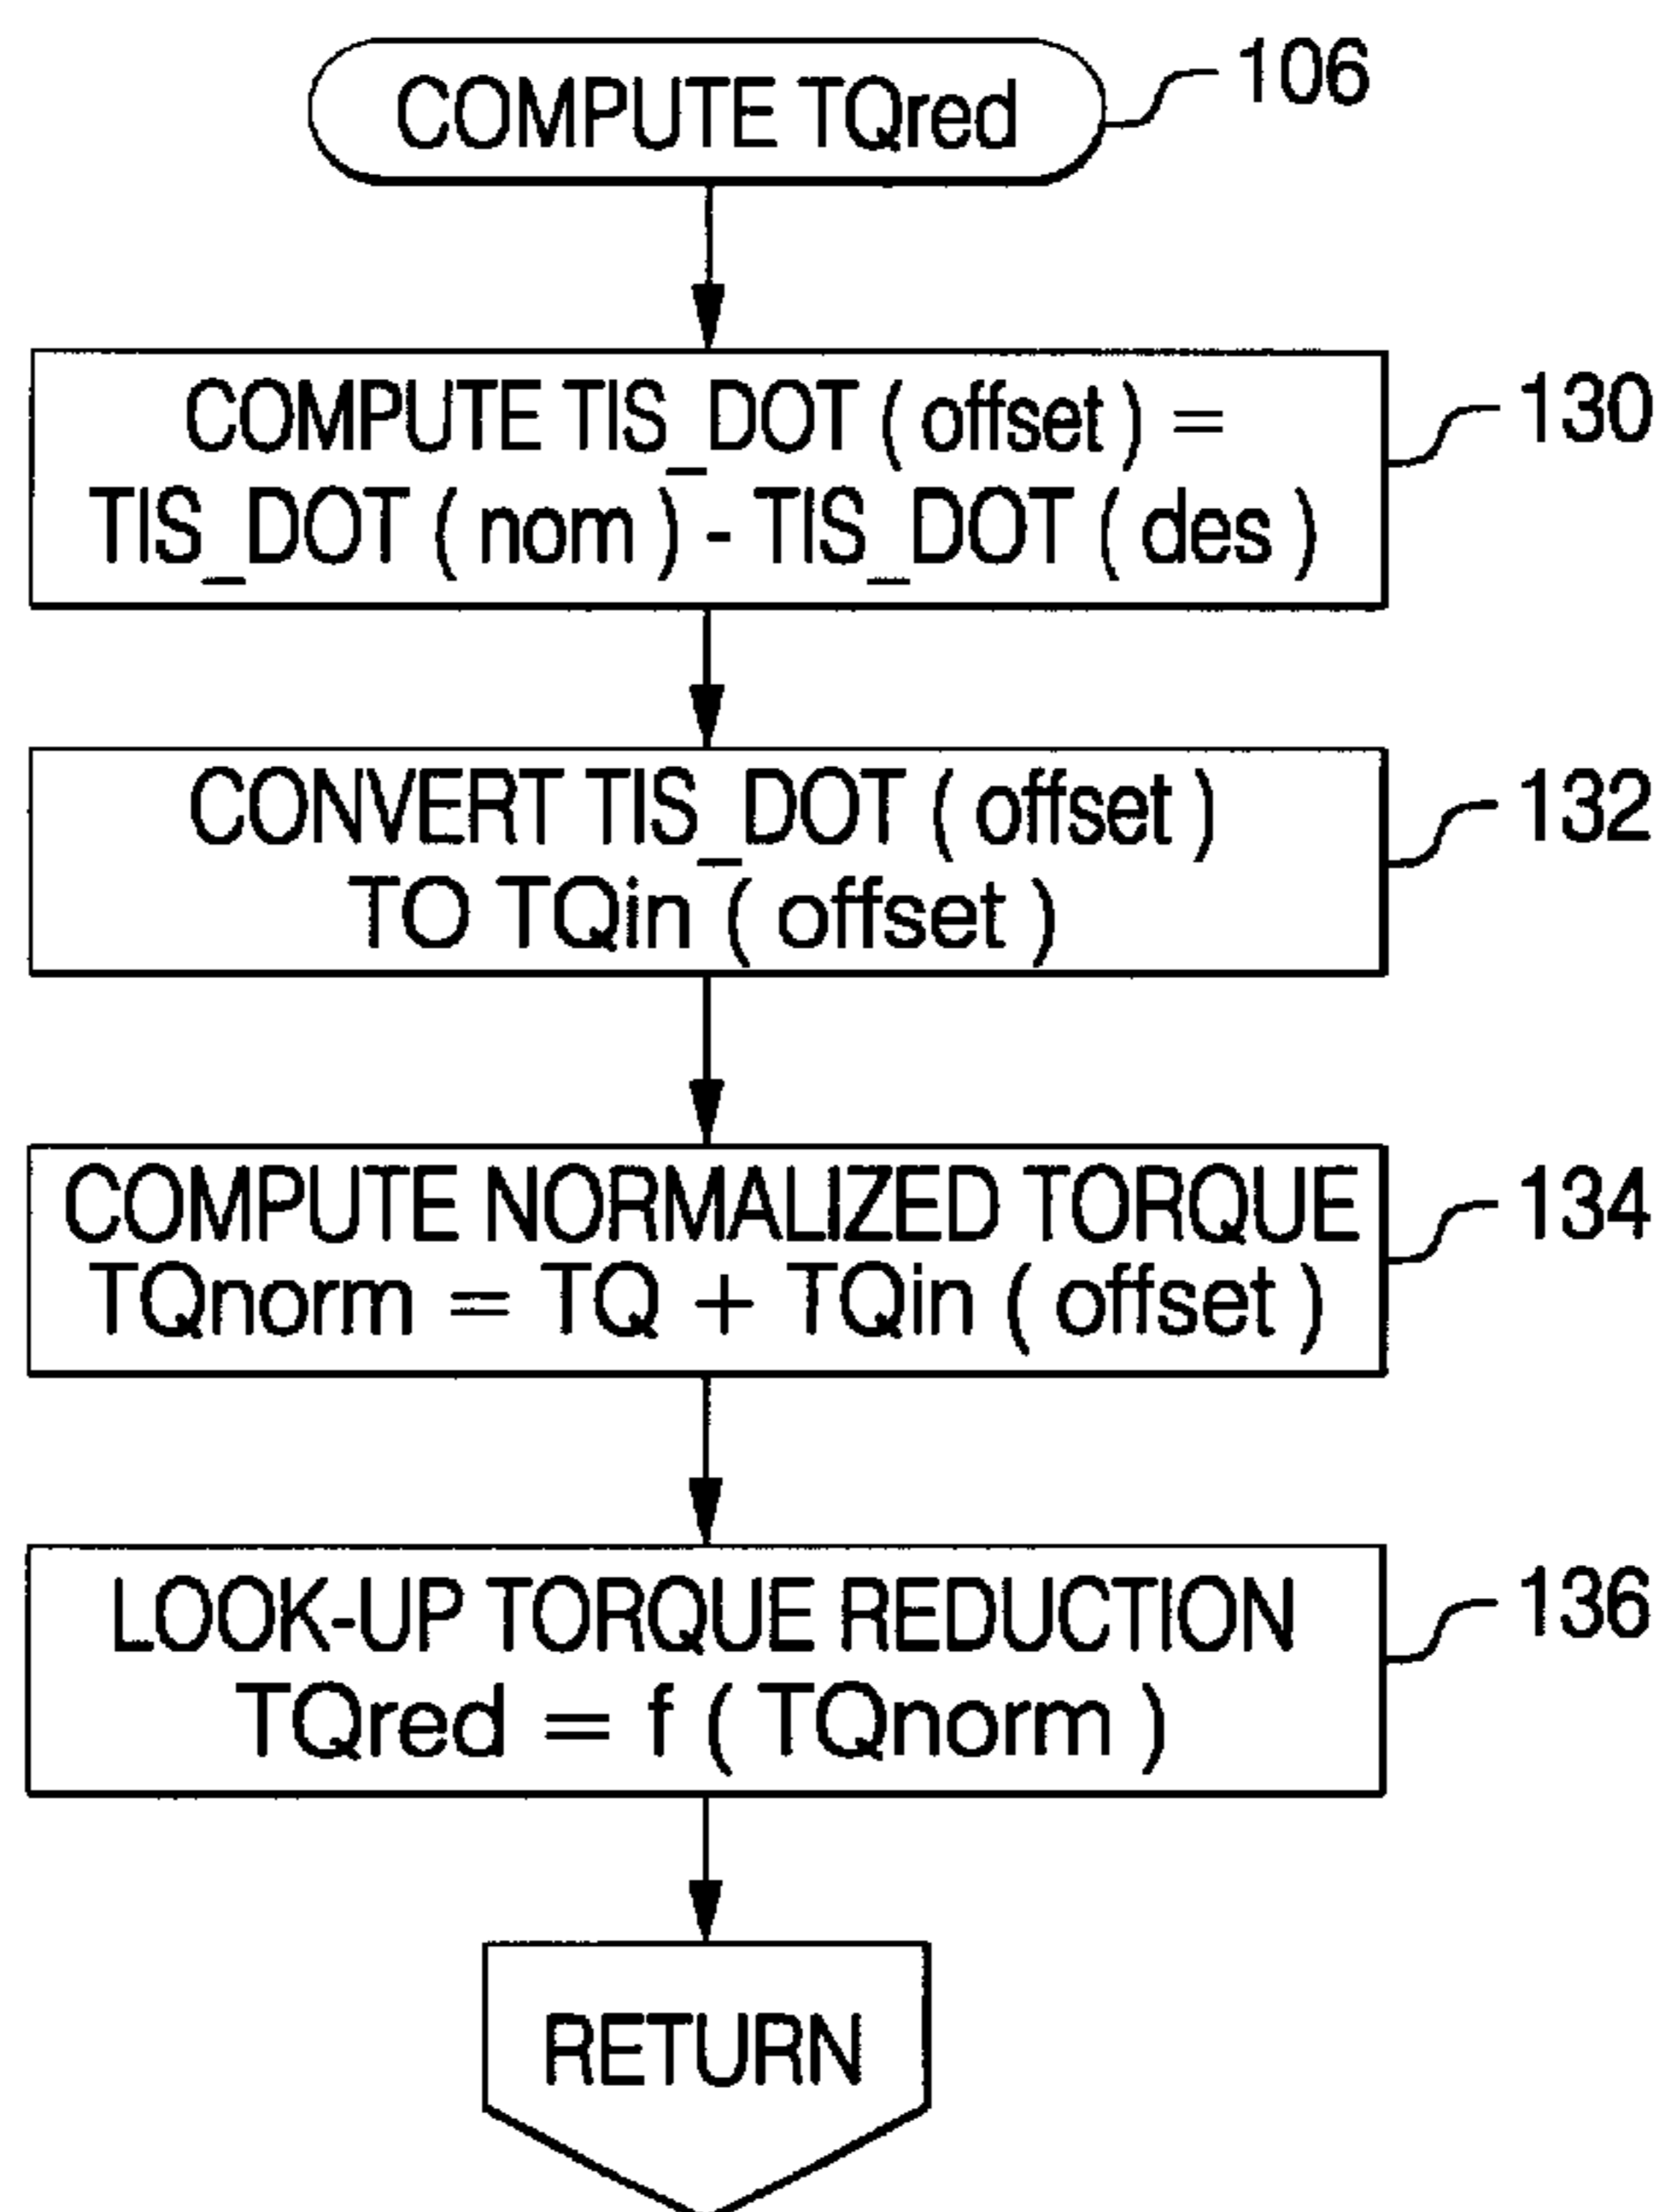 COMPUTE TQred
106
COMPUTE TIS_DOT ( offset ) =
TIS_DOT ( nom ) - TIS_DOT ( des )
130
CONVERT TIS_DOT ( offset )
TO TQin ( offset )
132
COMPUTE NORMALIZED TORQUE
TQnorm = TQ + TQin ( offset )
134
LOOK-UP TORQUE REDUCTION
TQred = f ( TQnorm )
136
RETURN